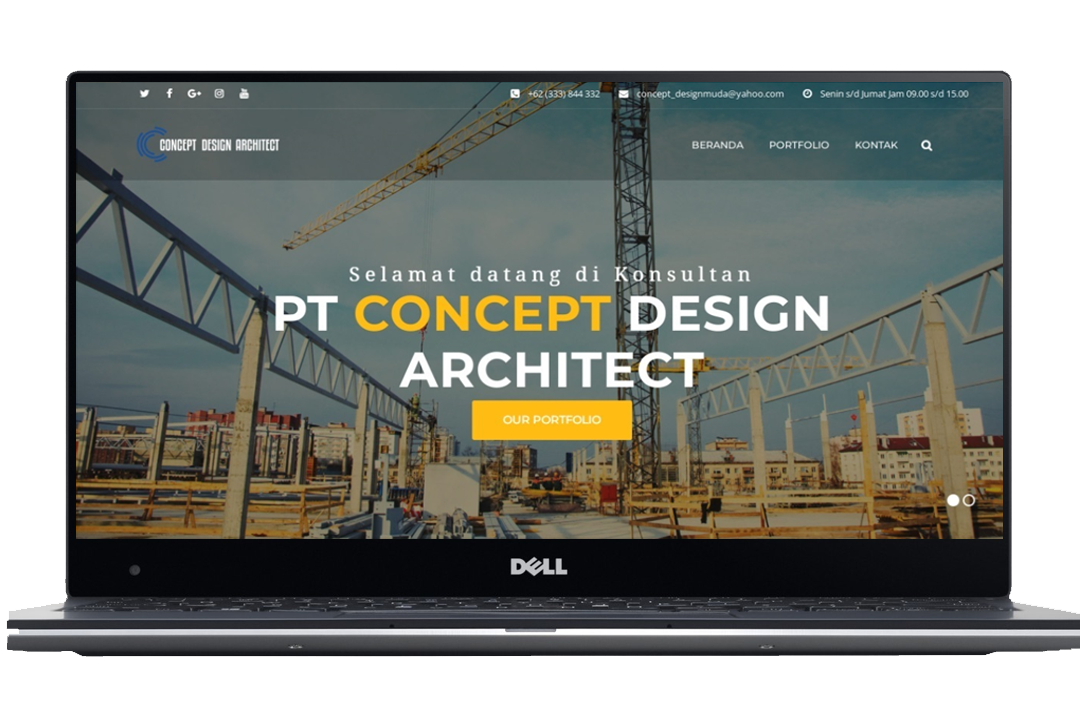 +62 (333) 844 332 concept_designmuda@yahoo.com Senin s/d Jumat Jam 09.00 s/d 15.00
CONCEPT DESIGN ARCHITECT BERANDA PORTFOLIO KONTAK
Selamat datang di Konsultan
PT CONCEPT DESIGN
ARCHITECT
OUR PORTFOLIO
DELL